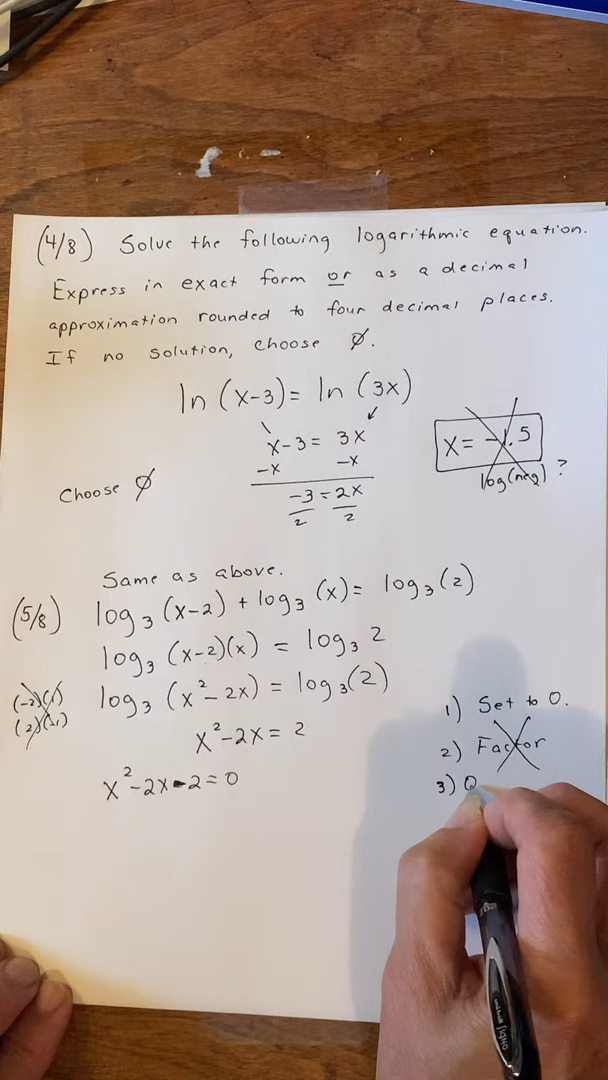 (4/8) Solve the following logarithmic equation.
Express in exact form or as a decimal
approximation rounded to four decimal places.
If no solution, choose ∅.
ln (x-3) = ln (3x)
x-3 = 3x
-x -x
-3 = 2x
2 2
x = -1.5
log(neg) ?
Choose ∅
Same as above.
(5/8) log₃ (x-2) + log₃ (x) = log₃ (2)
log₃ (x-2)(x) = log₃ 2
log₃ (x²-2x) = log₃(2)
(-2)(1)
(2)(-1)
x²-2x = 2
x²-2x-2=0
1) Set to 0.
2) Factor
3) Q
UNI
SIGNO